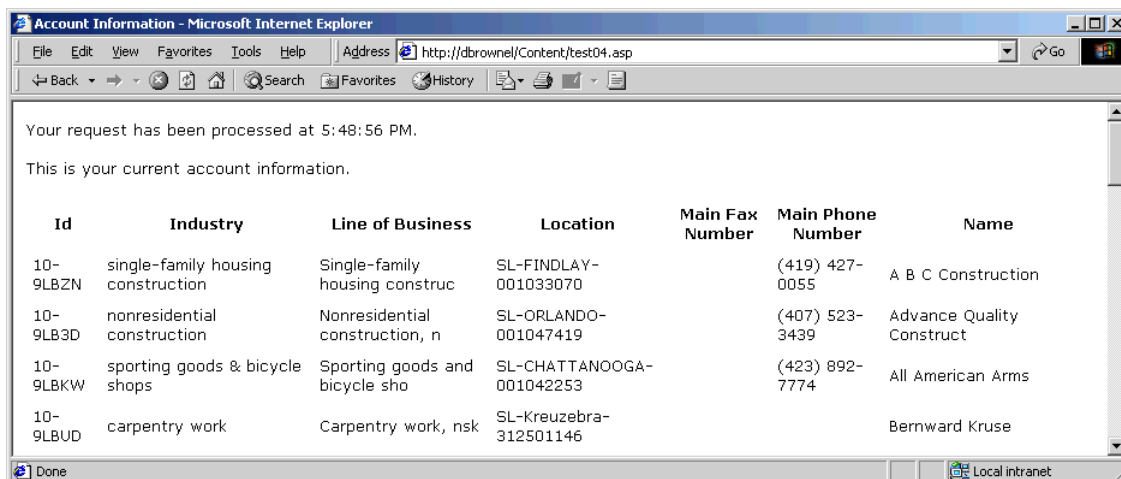 Account Information - Microsoft Internet Explorer
File Edit View Favorites Tools Help Address http://dbrownel/Content/test04.asp Go
Back Search Favorites History
Your request has been processed at 5:48:56 PM.
This is your current account information.
Id Industry Line of Business Location Main Fax Number Main Phone Number Name
10-9LBZN single-family housing construction Single-family housing construc SL-FINDLAY-001033070 (419) 427-0055 A B C Construction
10-9LB3D nonresidential construction Nonresidential construction, n SL-ORLANDO-001047419 (407) 523-3439 Advance Quality Construct
10-9LBKW sporting goods & bicycle shops Sporting goods and bicycle sho SL-CHATTANOOGA-001042253 (423) 892-7774 All American Arms
10-9LBUD carpentry work Carpentry work, nsk SL-Kreuzebra-312501146 Bernward Kruse
Done Local intranet